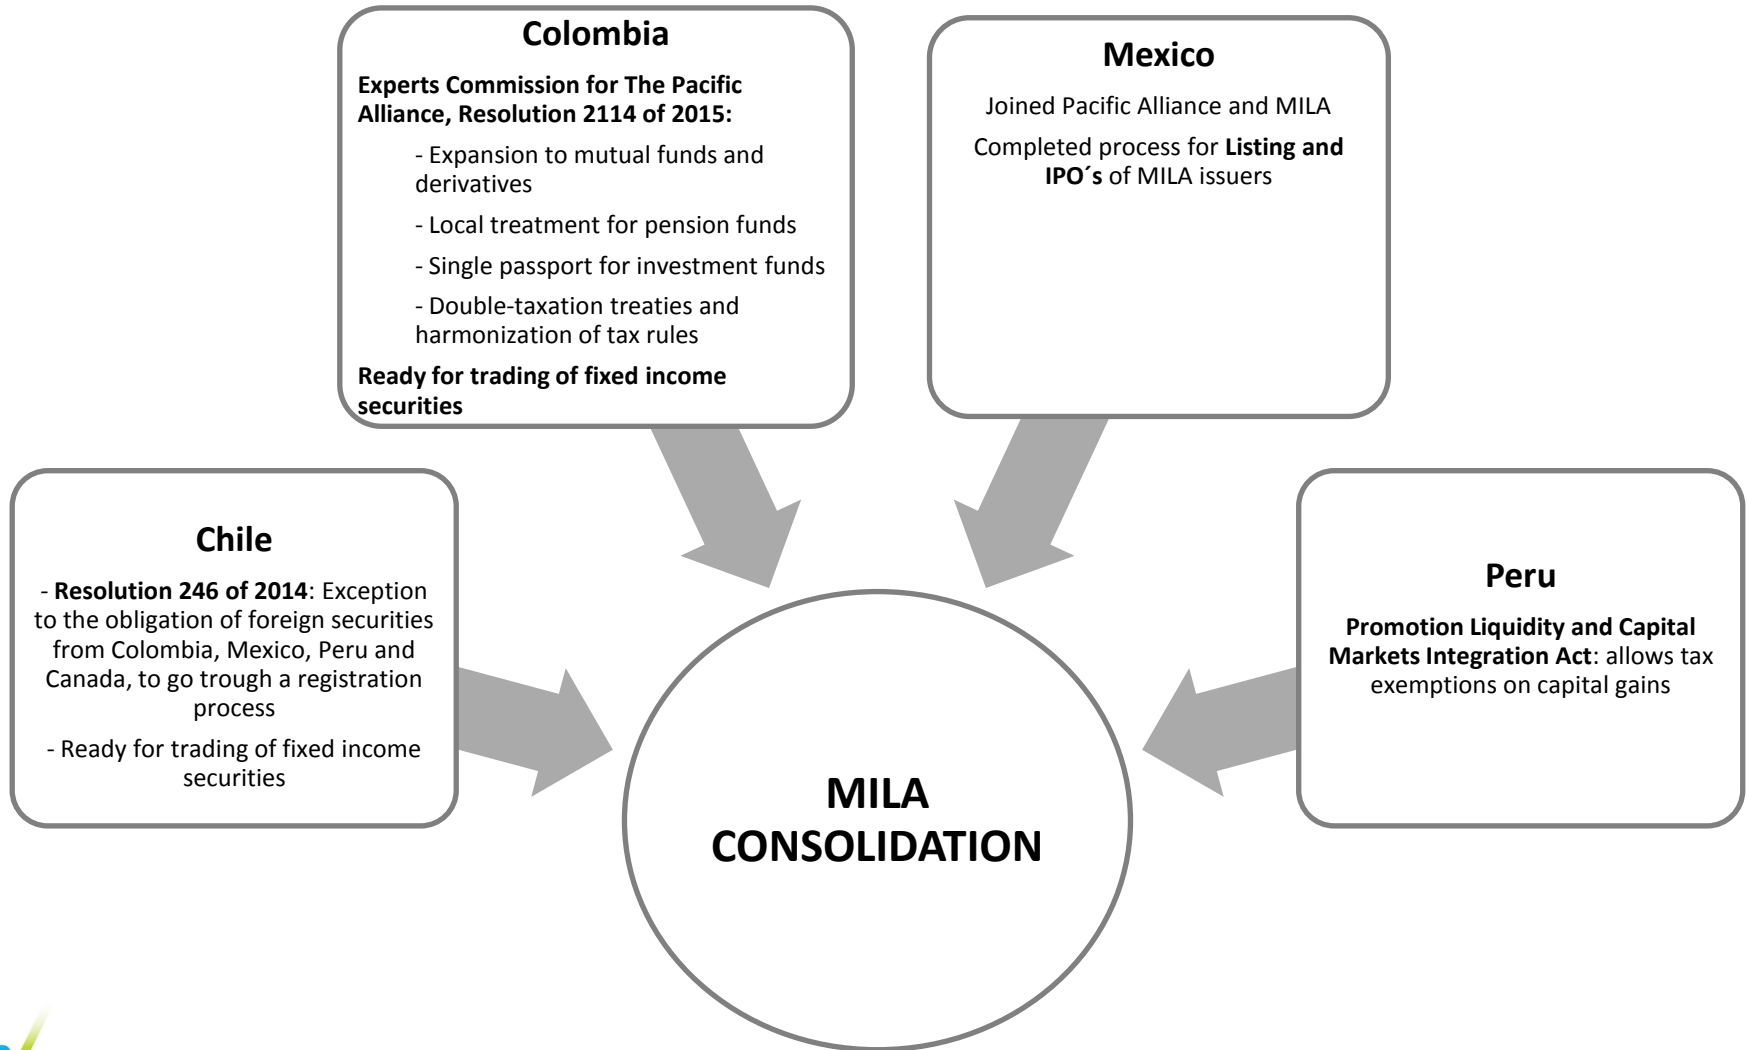 Colombia
Experts Commission for The Pacific
Alliance, Resolution 2114 of 2015:
- Expansion to mutual funds and
derivatives
- Local treatment for pension funds
- Single passport for investment funds
- Double-taxation treaties and
harmonization of tax rules
Ready for trading of fixed income
securities
Mexico
Joined Pacific Alliance and MILA
Completed process for Listing and
IPO´s of MILA issuers
Chile
- Resolution 246 of 2014: Exception
to the obligation of foreign securities
from Colombia, Mexico, Peru and
Canada, to go trough a registration
process
- Ready for trading of fixed income
securities
Peru
Promotion Liquidity and Capital
Markets Integration Act: allows tax
exemptions on capital gains
MILA
CONSOLIDATION